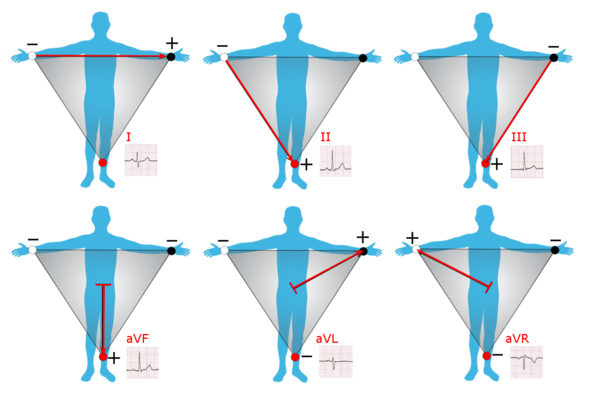 − +
I
−
+
II
−
+
III
− −
+
aVF
− +
−
aVL
+ −
−
aVR